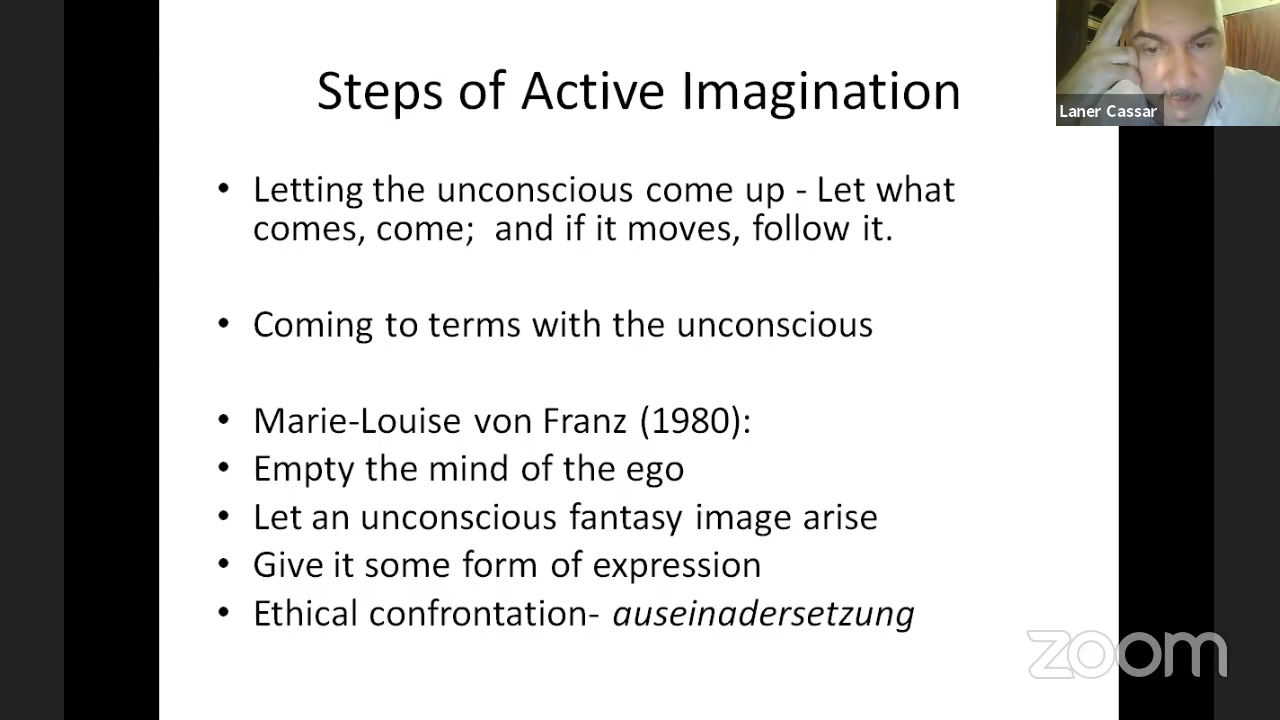 Steps of Active Imagination
Laner Cassar
• Letting the unconscious come up - Let what
comes, come;  and if it moves, follow it.
• Coming to terms with the unconscious
• Marie-Louise von Franz (1980):
• Empty the mind of the ego
• Let an unconscious fantasy image arise
• Give it some form of expression
• Ethical confrontation- auseinadersetzung
zoom